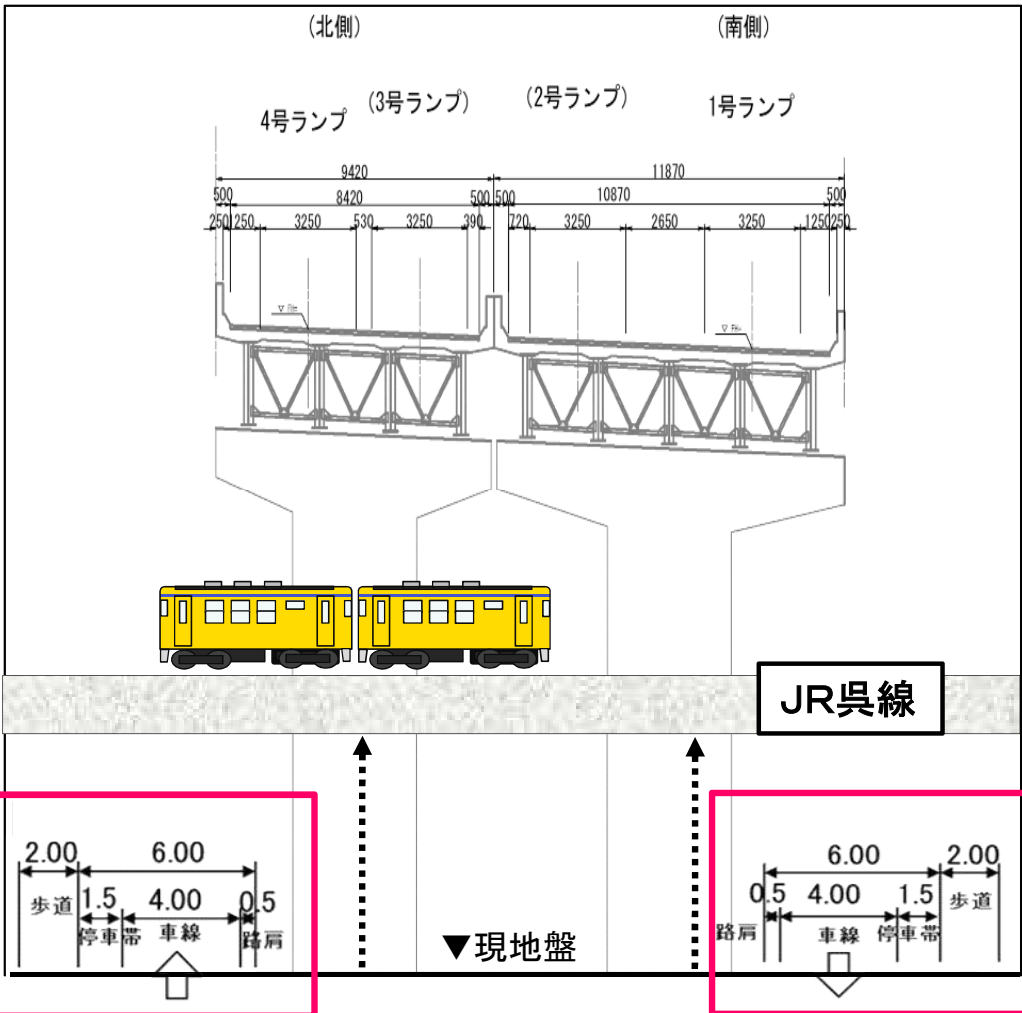 (北側) (南側)
4号ランプ (3号ランプ) (2号ランプ) 1号ランプ
9420 11870
500 8420 500 500 10870 500
250 1250 3250 530 3250 390 720 3250 2650 3250 1250 250
JR呉線
2.00 6.00
歩道 1.5 4.00 0.5
停車帯 車線 路肩
▼現地盤
6.00 2.00
0.5 4.00 1.5 歩道
路肩 車線 停車帯